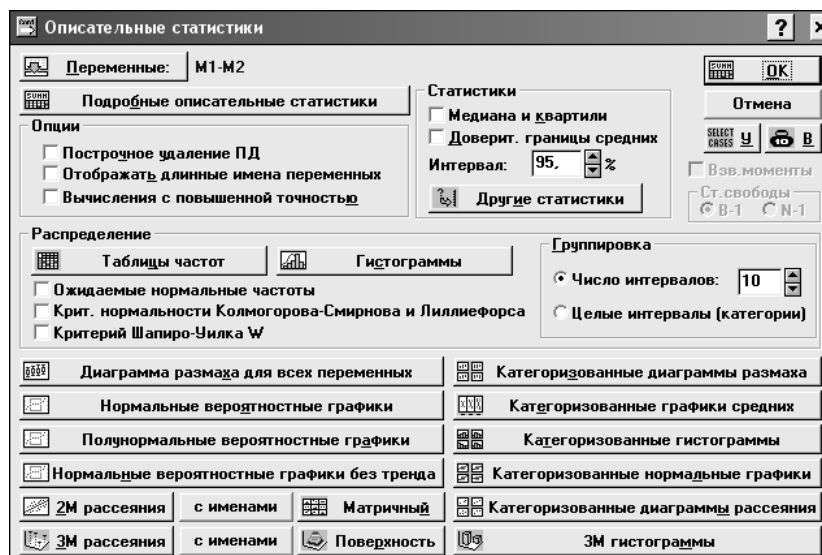 Описательные статистики ?
Переменные: M1-M2
Подробные описательные статистики
Опции
Построчное удаление ПД
Отображать длинные имена переменных
Вычисления с повышенной точностью
Статистики
Медиана и квартили
Доверит. границы средних
Интервал: 95, %
Другие статистики
OK
Отмена
SELECT CASES У В
Взв.моменты
Ст.свободы
В-1 N-1
Распределение
Таблицы частот Гистограммы
Ожидаемые нормальные частоты
Крит. нормальности Колмогорова-Смирнова и Лиллиефорса
Критерий Шапиро-Уилка W
Группировка
Число интервалов: 10
Целые интервалы (категории)
Диаграмма размаха для всех переменных
Категоризованные диаграммы размаха
Нормальные вероятностные графики
Категоризованные графики средних
Полунормальные вероятностные графики
Категоризованные гистограммы
Нормальные вероятностные графики без тренда
Категоризованные нормальные графики
2М рассеяния с именами Матричный
Категоризованные диаграммы рассеяния
3М рассеяния с именами Поверхность
3М гистограммы